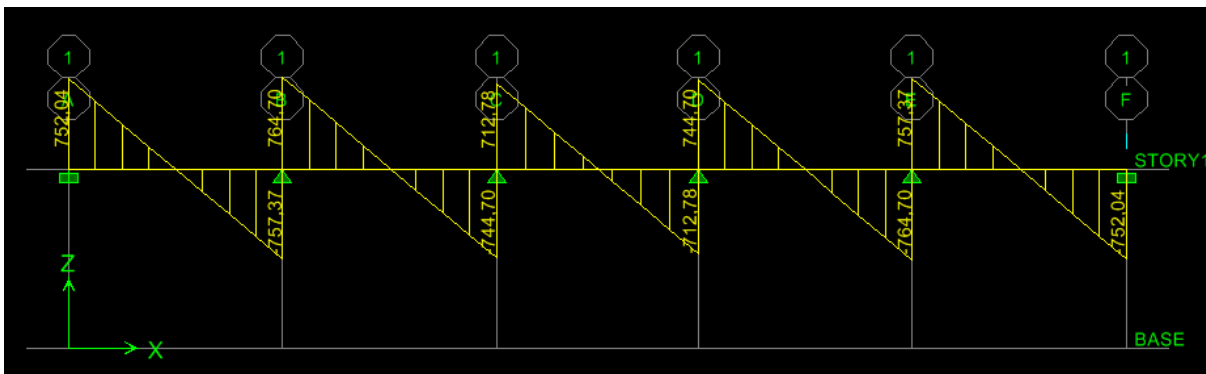 1 1 1 1 1
1
F
752,04 764,70 712,78 744,70 757,37
STORY1
-757,37 -744,70 -712,78 -764,70 -752,04
Z
X
BASE